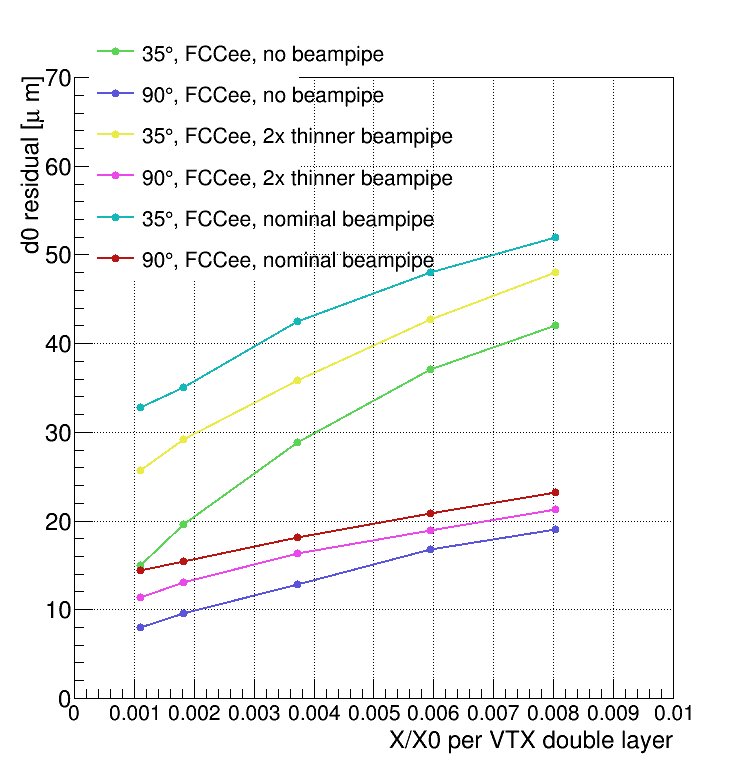 35°, FCCee, no beampipe
90°, FCCee, no beampipe
35°, FCCee, 2x thinner beampipe
90°, FCCee, 2x thinner beampipe
35°, FCCee, nominal beampipe
90°, FCCee, nominal beampipe
d0 residual [μ m]
70
60
50
40
30
20
10
0
0 0.001 0.002 0.003 0.004 0.005 0.006 0.007 0.008 0.009 0.01
X/X0 per VTX double layer